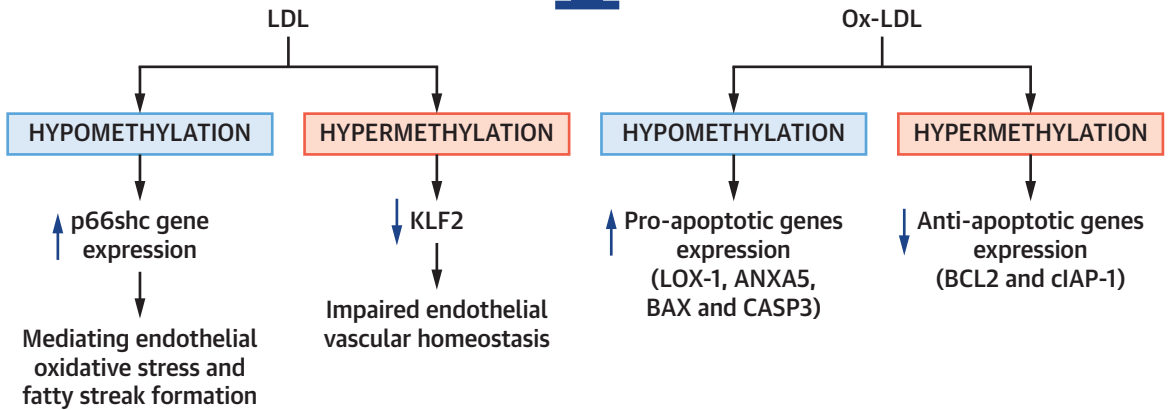 LDL
Ox-LDL
HYPOMETHYLATION
HYPERMETHYLATION
HYPOMETHYLATION
HYPERMETHYLATION
p66shc gene
expression
Mediating endothelial
oxidative stress and
fatty streak formation
KLF2
Impaired endothelial
vascular homeostasis
Pro-apoptotic genes
expression
(LOX-1, ANXA5,
BAX and CASP3)
Anti-apoptotic genes
expression
(BCL2 and cIAP-1)